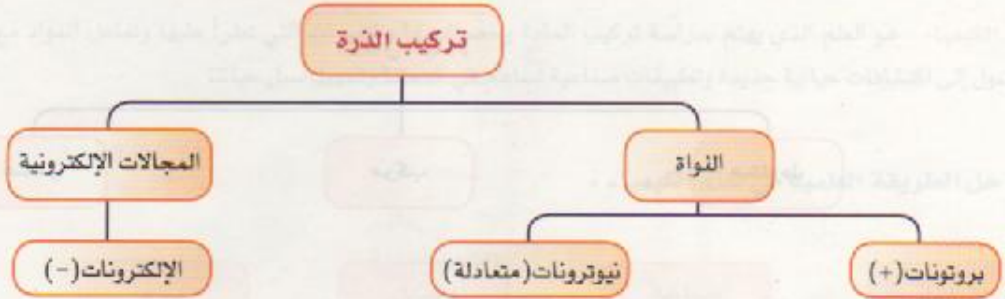 تركيب الذرة
النواة
المجالات الإلكترونية
بروتونات(+)
نيوترونات(متعادلة)
الإلكترونات(-)